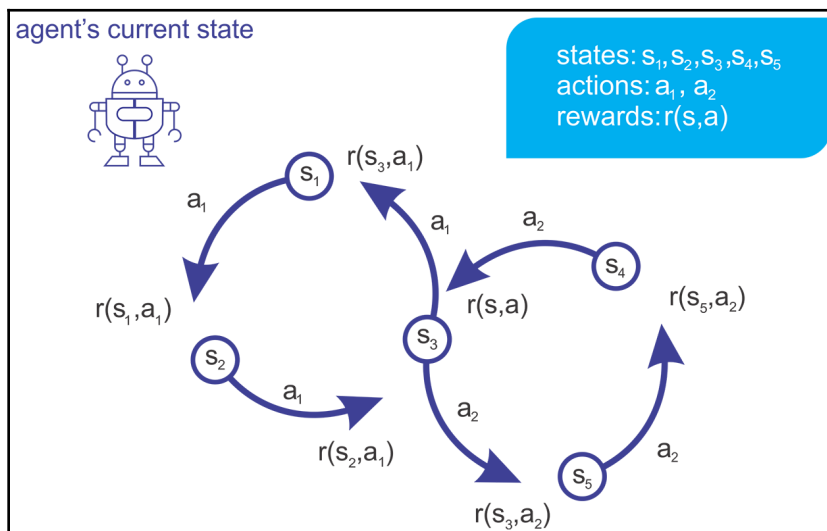 agent's current state
states: s₁,s₂,s₃,s₄,s₅
actions: a₁, a₂
rewards: r(s,a)
s₁
r(s₃,a₁)
a₁
a₁
a₂
s₄
r(s₁,a₁)
r(s,a)
r(s₅,a₂)
s₃
s₂
a₁
a₂
r(s₂,a₁)
a₂
s₅
r(s₃,a₂)